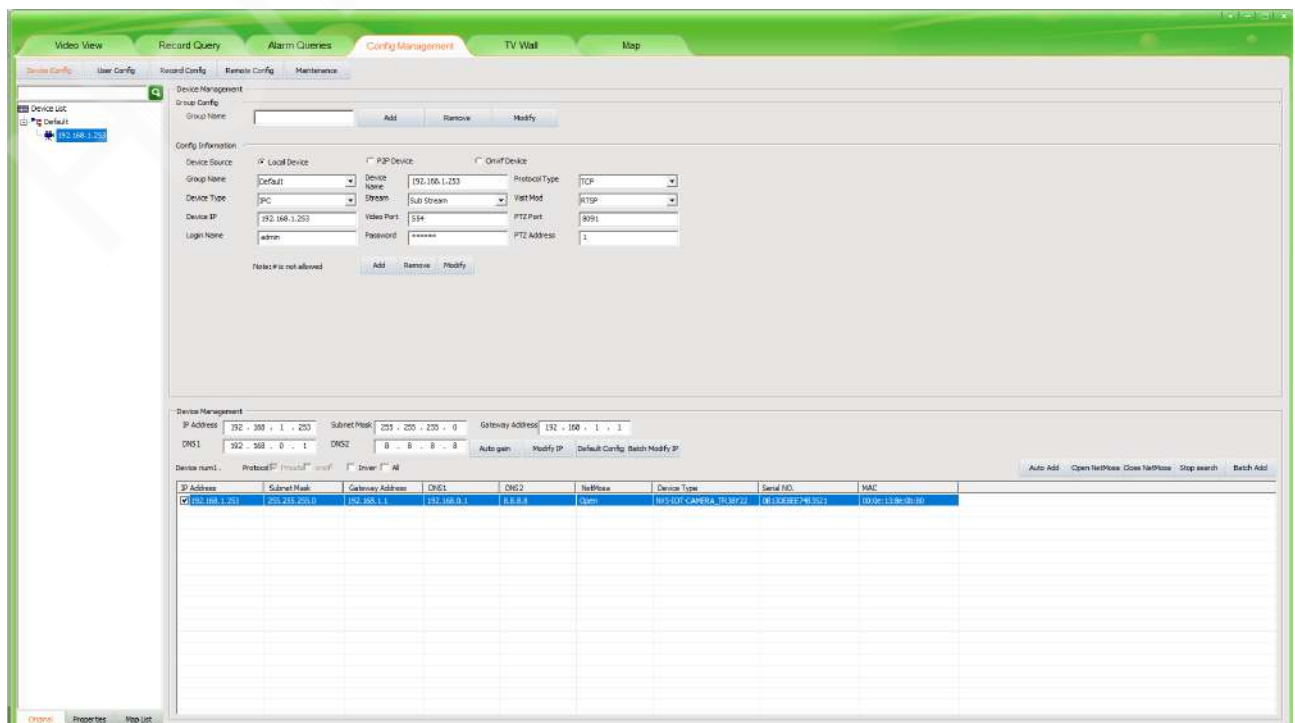 Video View Record Query Alarm Queries Config Management TV Wall Map
Device Config User Config Record Config Remote Config Maintenance
Device List
Default
192.168.1.253
Device Management
Group Config
Group Name Add Remove Modify
Config Information
Device Source Local Device P2P Device Onvif Device
Group Name Default Device Name 192.168.1.253 Protocol Type TCP
Device Type IPC Stream Sub Stream Visit Mod RTSP
Device IP 192.168.1.253 Video Port 554 PTZ Port 8091
Login Name admin Password ****** PTZ Address 1
Note:# is not allowed Add Remove Modify
Device Management
IP Address 192 . 168 . 1 . 253 Subnet Mask 255 . 255 . 255 . 0 Gateway Address 192 . 168 . 1 . 1
DNS1 192 . 168 . 0 . 1 DNS2 8 . 8 . 8 . 8 Auto gain Modify IP Default Config Batch Modify IP
Device num1 . Protocol Inver All Auto Add Open NetMose Close NetMose Stop search Batch Add
IP Address Subnet Mask Gateway Address DNS1 DNS2 NetMose Device Type Serial NO. MAC
192.168.1.253 255.255.255.0 192.168.1.1 192.168.0.1 8.8.8.8 Open
Original Properties Map List